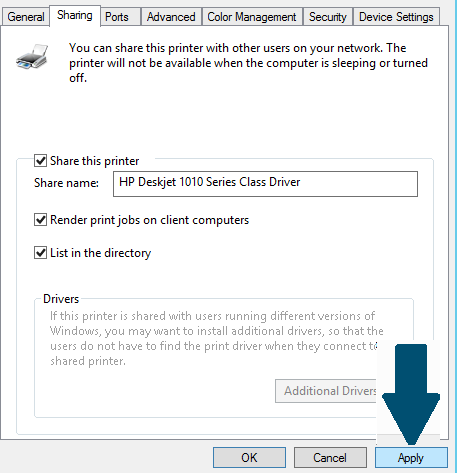 General Sharing Ports Advanced Color Management Security Device Settings
You can share this printer with other users on your network. The
printer will not be available when the computer is sleeping or turned
off.
Share this printer
Share name: HP Deskjet 1010 Series Class Driver
Render print jobs on client computers
List in the directory
Drivers
If this printer is shared with users running different versions of
Windows, you may want to install additional drivers, so that the
users do not have to find the print driver when they connect to
shared printer.
Additional Drivers
OK Cancel Apply